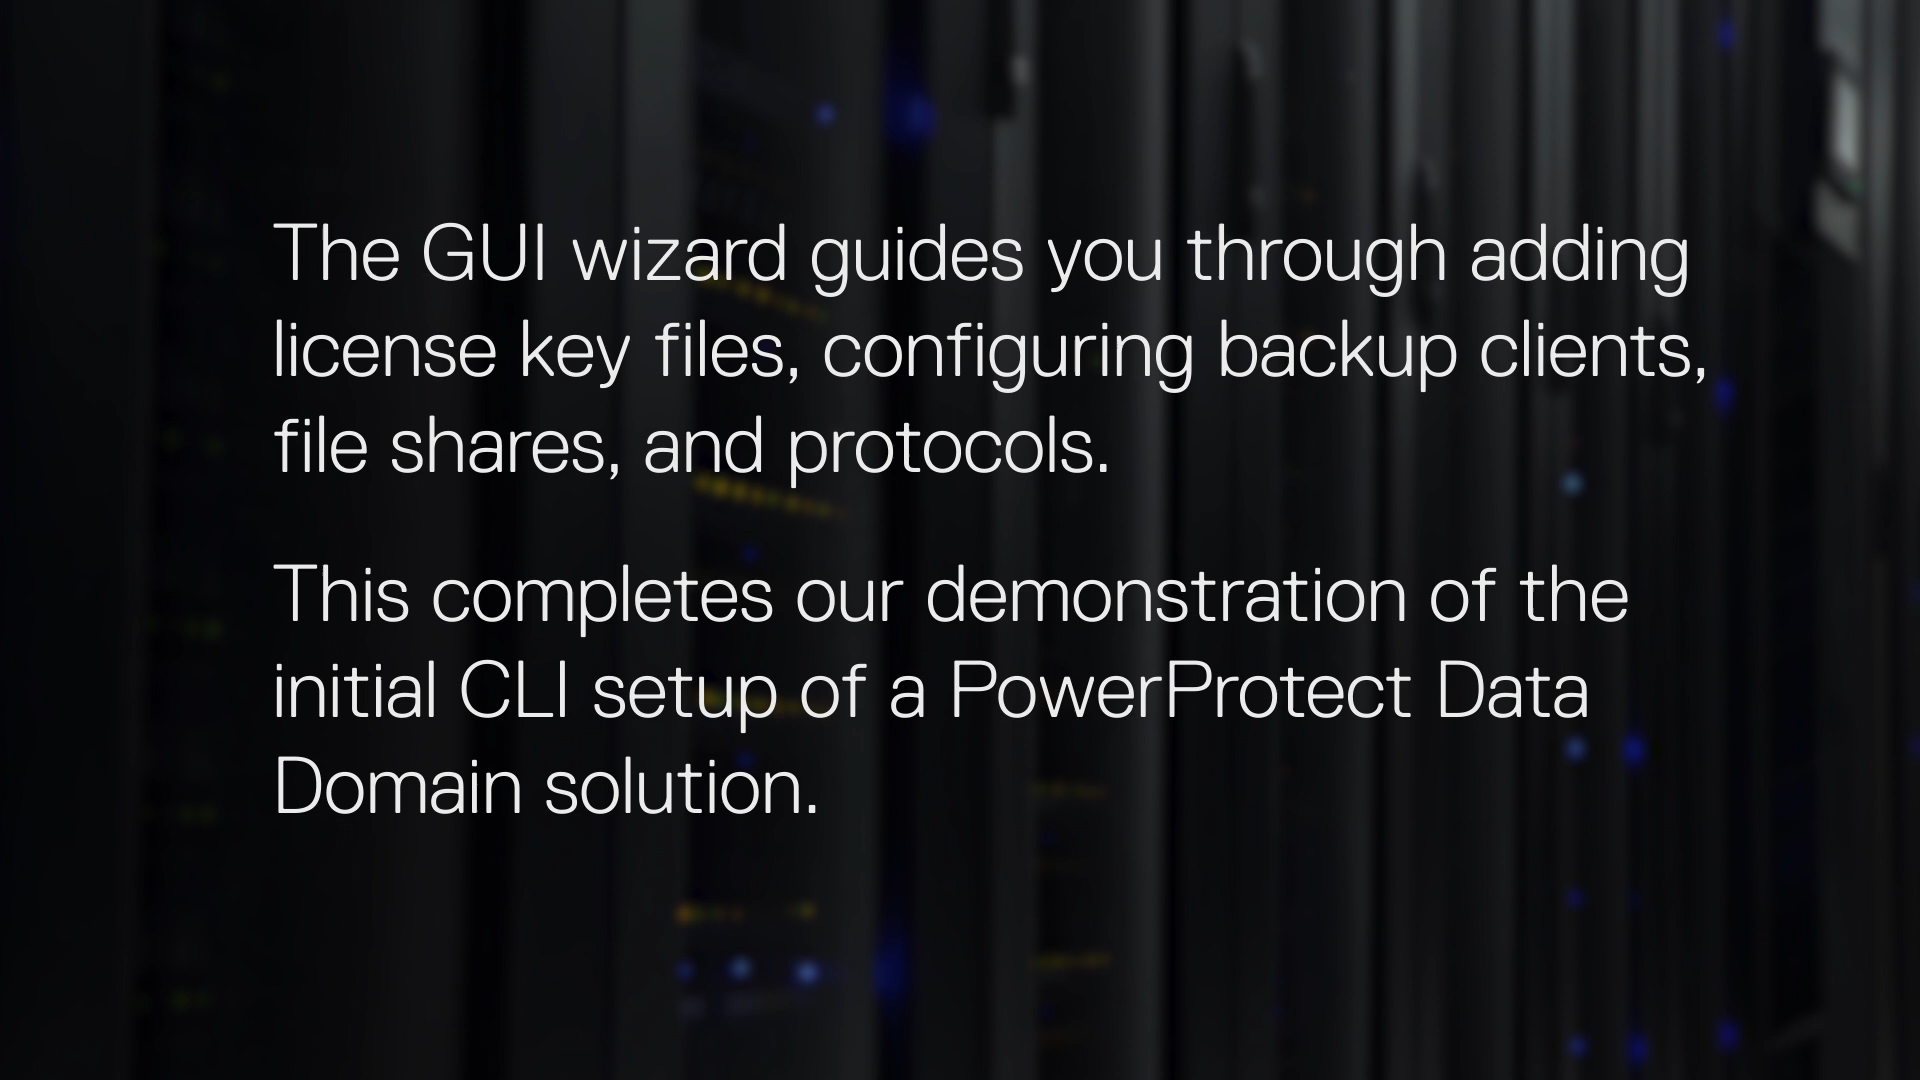 The GUI wizard guides you through adding
license key files, configuring backup clients,
file shares, and protocols.
This completes our demonstration of the
initial CLI setup of a PowerProtect Data
Domain solution.